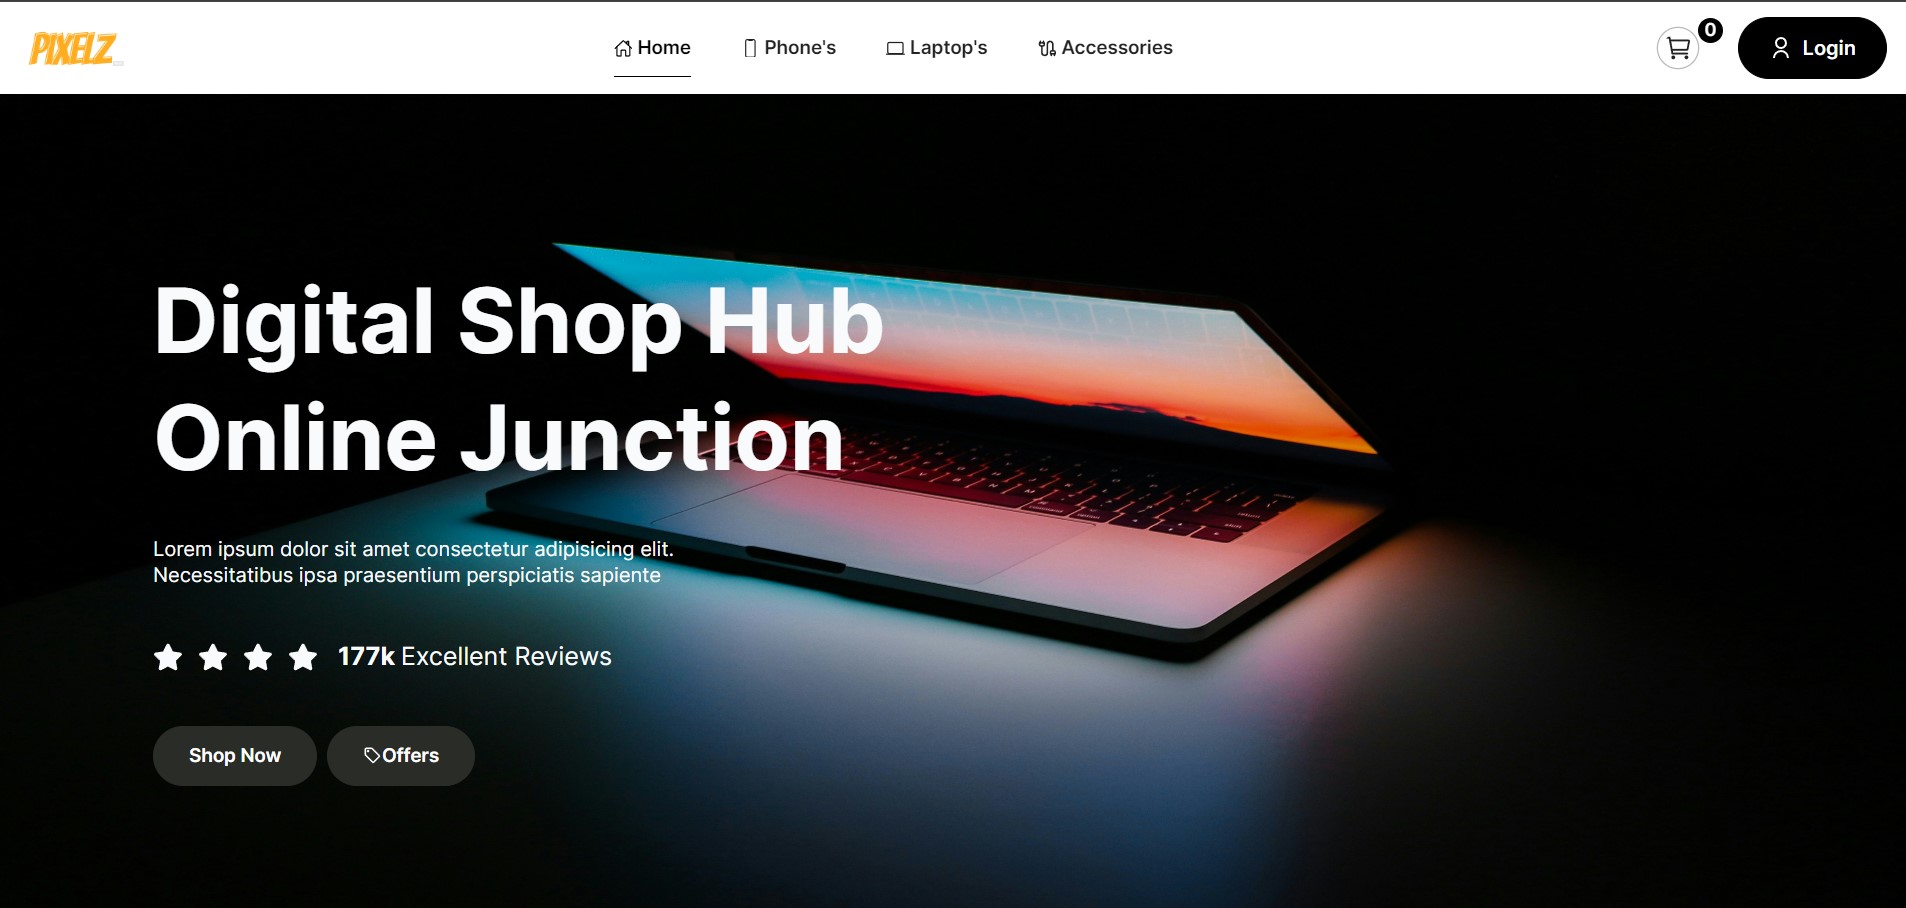 PIXELZ
Home
Phone's
Laptop's
Accessories
0
Login
Digital Shop Hub
Online Junction
Lorem ipsum dolor sit amet consectetur adipisicing elit.
Necessitatibus ipsa praesentium perspiciatis sapiente
177k Excellent Reviews
Shop Now
Offers